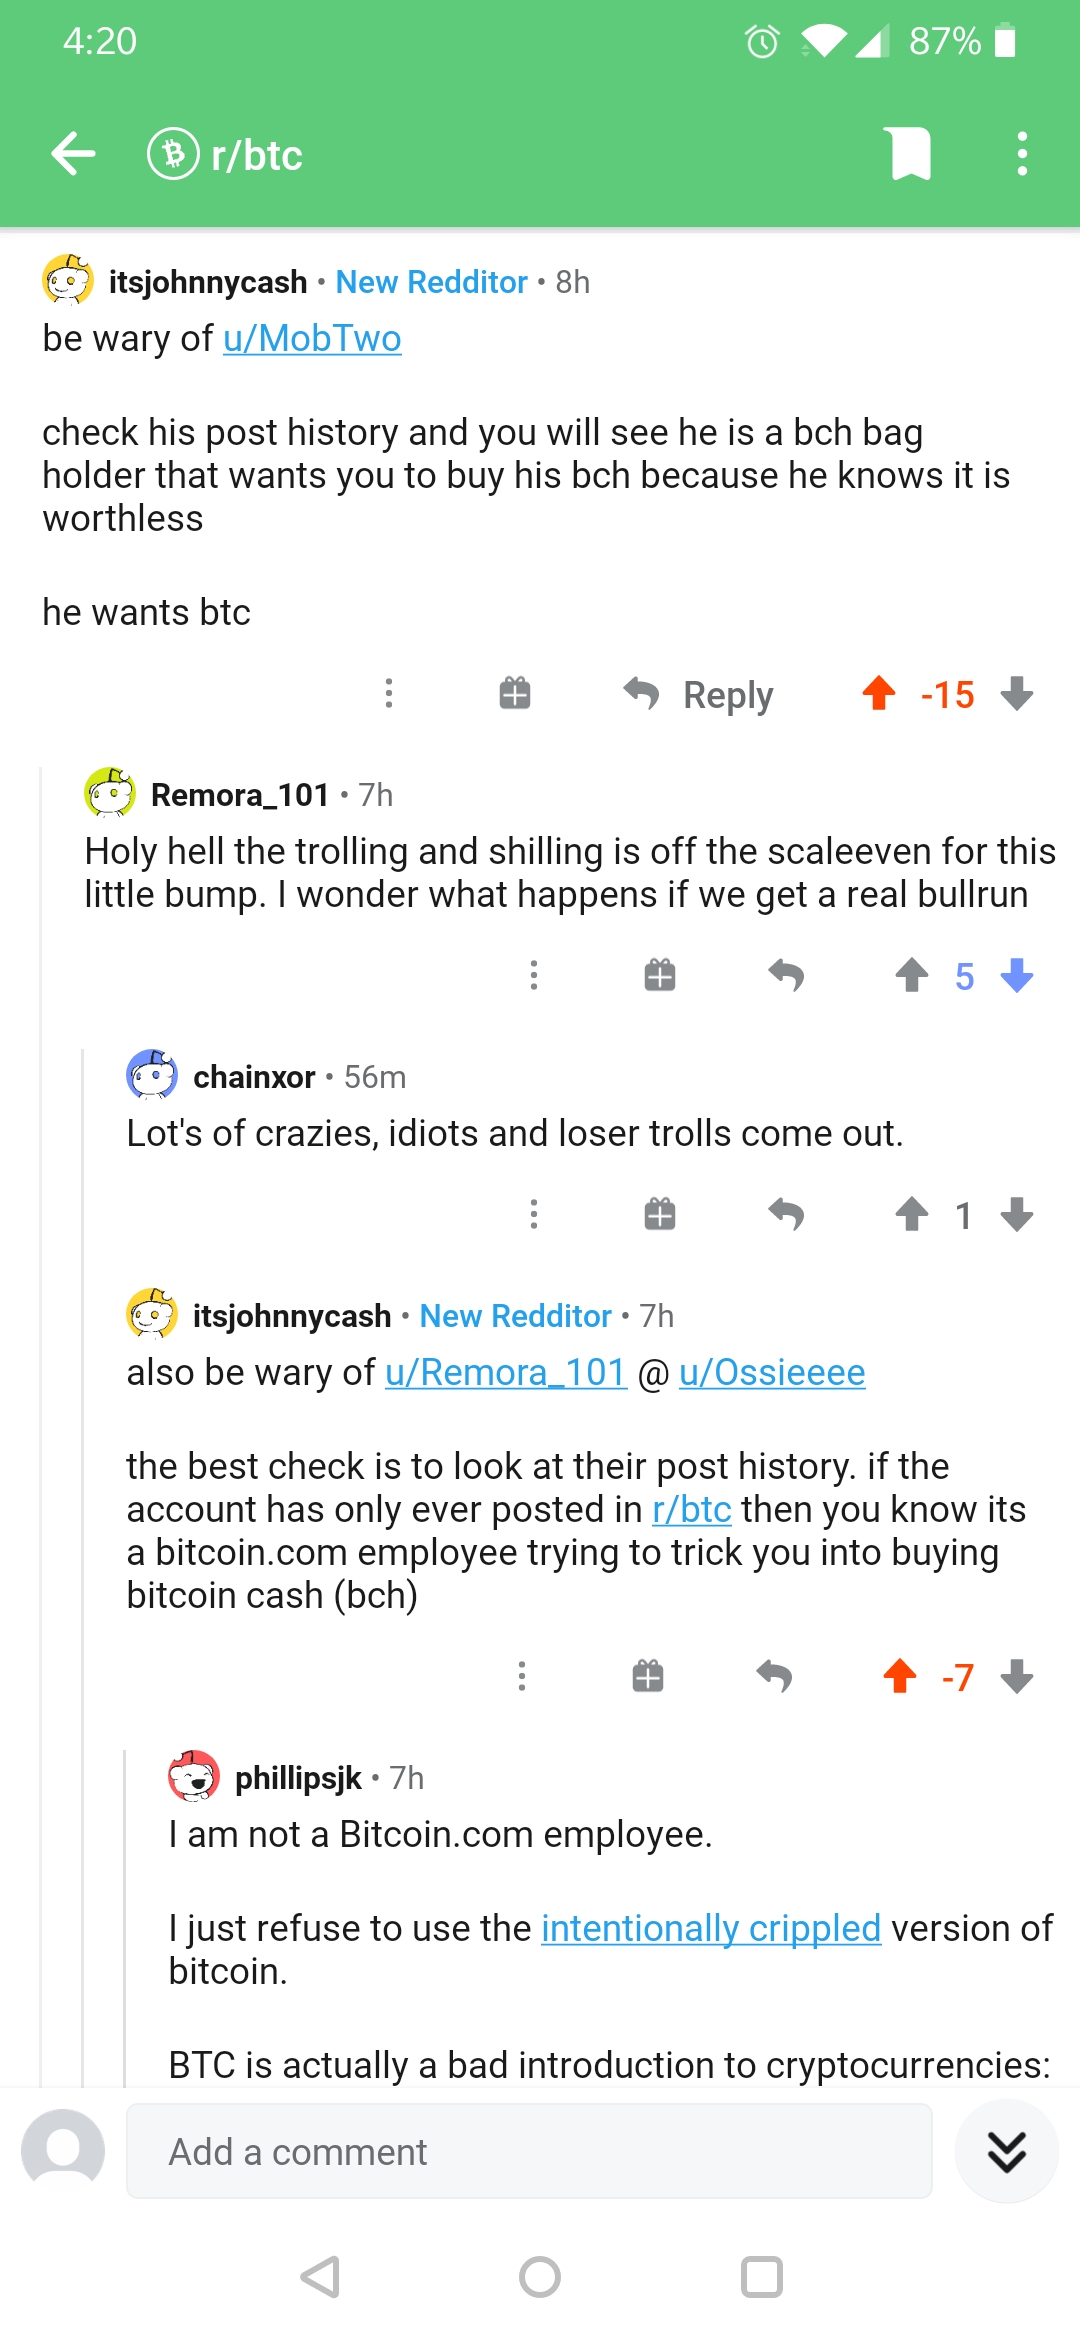 4:20
87%
r/btc
itsjohnnycash • New Redditor • 8h
be wary of u/MobTwo
check his post history and you will see he is a bch bag
holder that wants you to buy his bch because he knows it is
worthless
he wants btc
Reply
-15
Remora_101 • 7h
Holy hell the trolling and shilling is off the scaleeven for this
little bump. I wonder what happens if we get a real bullrun
5
chainxor • 56m
Lot's of crazies, idiots and loser trolls come out.
1
itsjohnnycash • New Redditor • 7h
also be wary of u/Remora_101 @ u/Ossieeee
the best check is to look at their post history. if the
account has only ever posted in r/btc then you know its
a bitcoin.com employee trying to trick you into buying
bitcoin cash (bch)
-7
phillipsjk • 7h
I am not a Bitcoin.com employee.
I just refuse to use the intentionally crippled version of
bitcoin.
BTC is actually a bad introduction to cryptocurrencies:
Add a comment